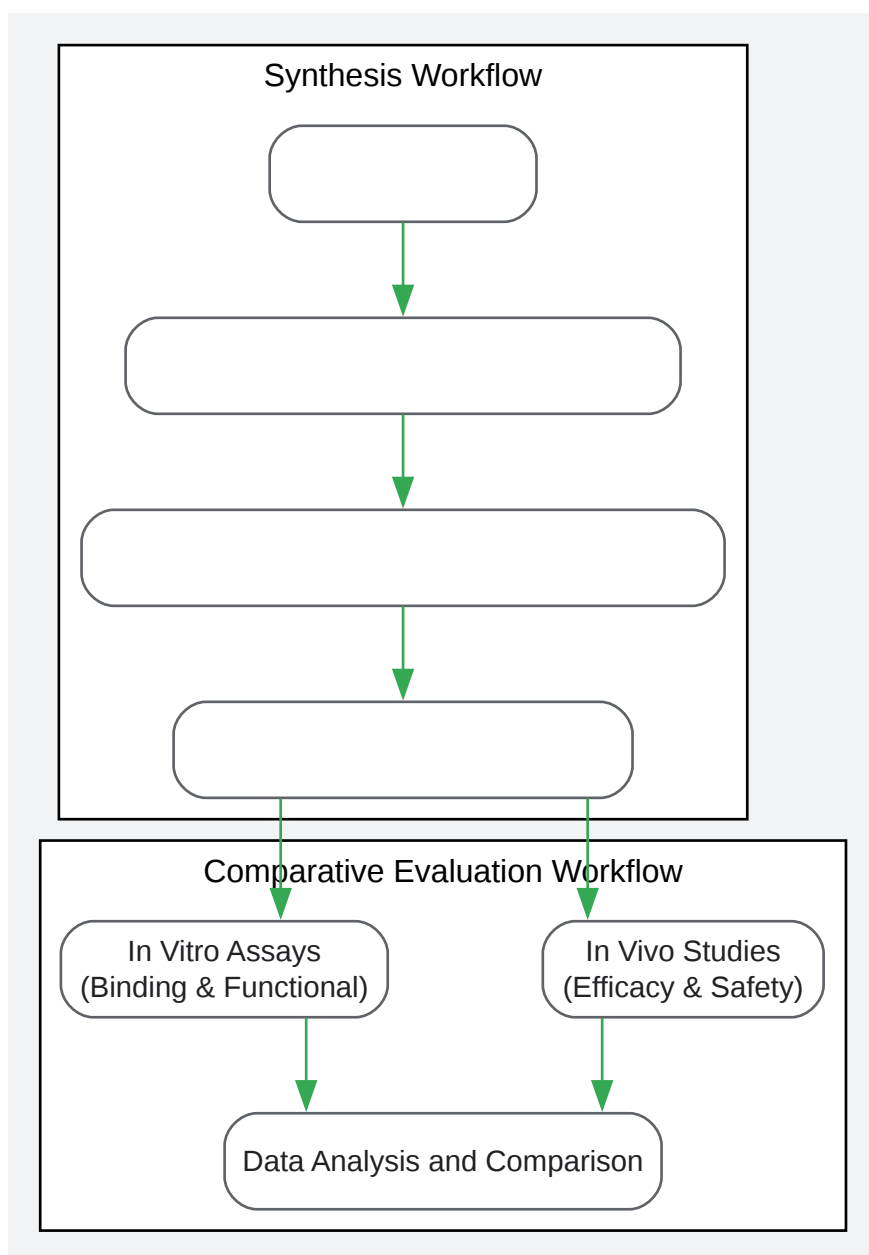 Synthesis Workflow
Comparative Evaluation Workflow
In Vitro Assays
(Binding & Functional)
In Vivo Studies
(Efficacy & Safety)
Data Analysis and Comparison